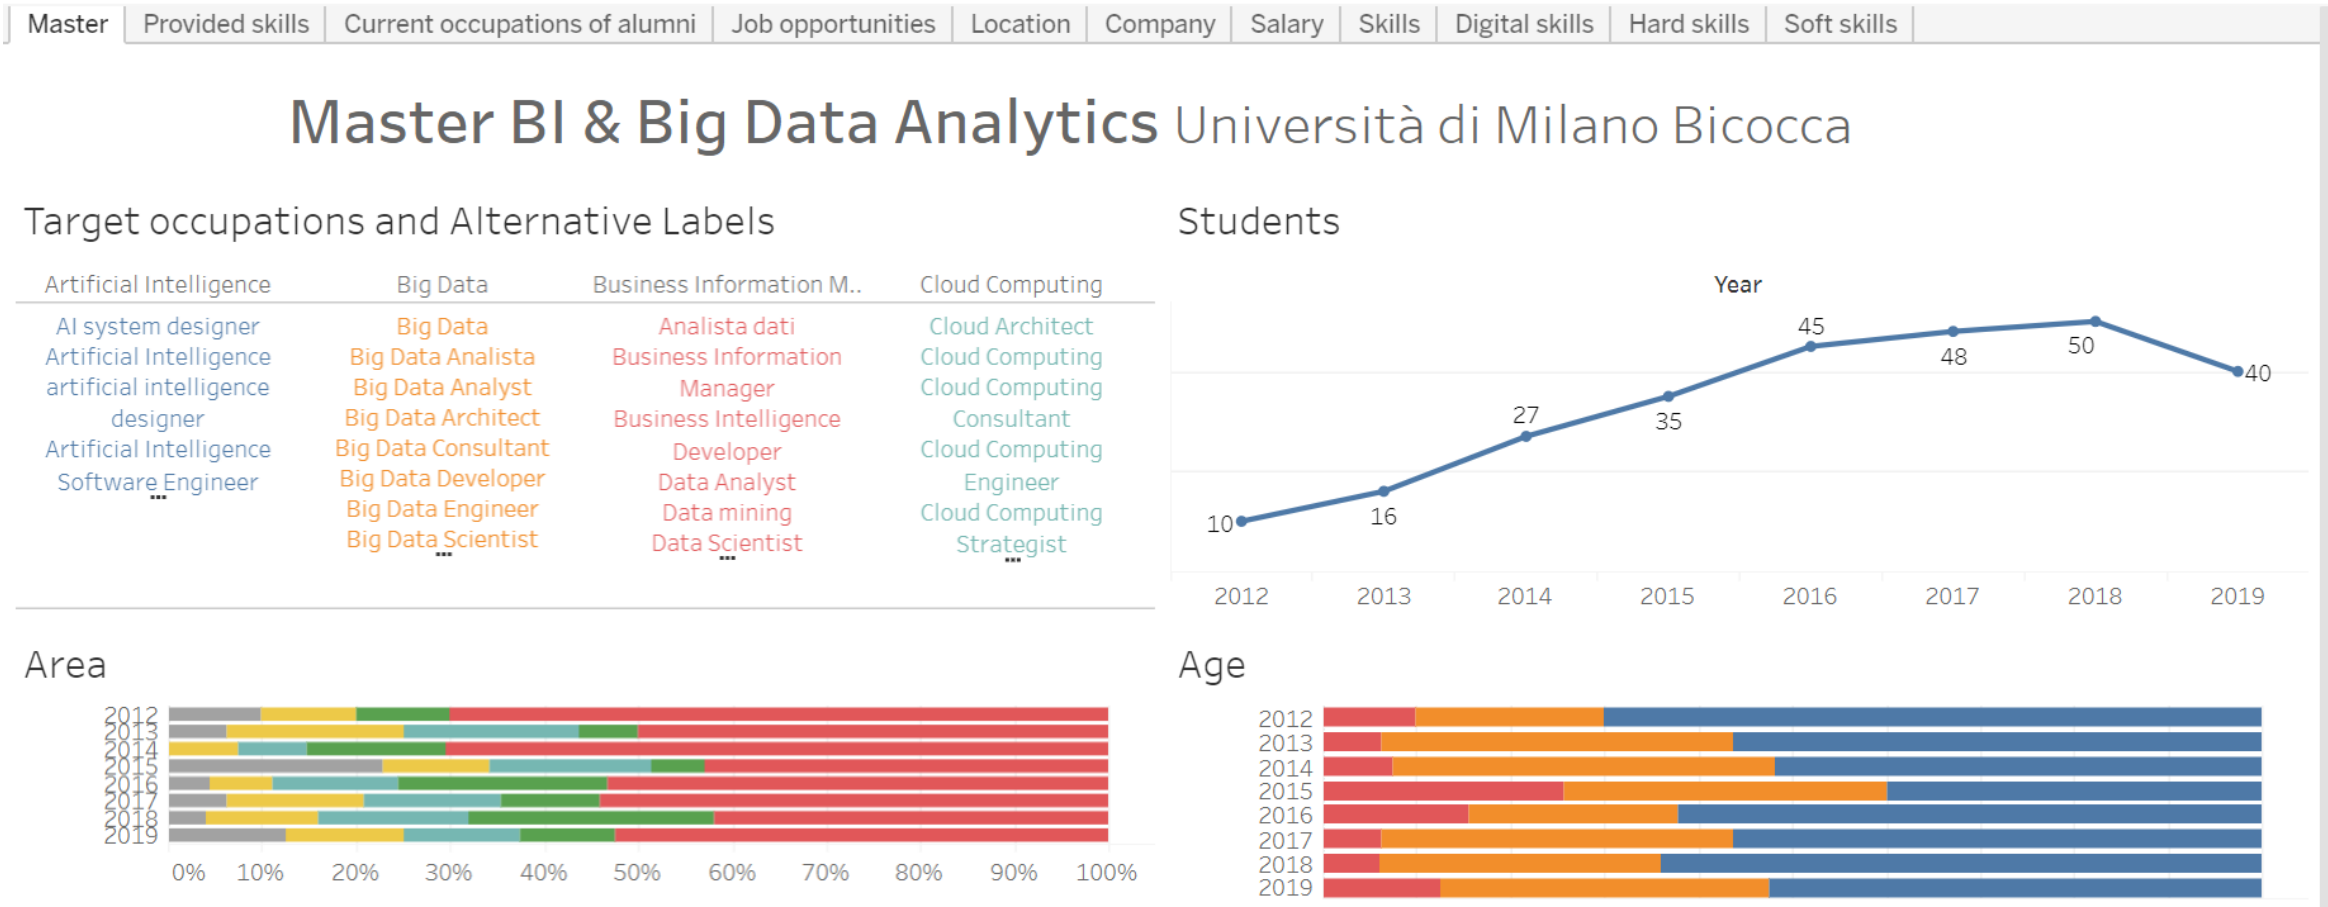 Master Provided skills Current occupations of alumni Job opportunities Location Company Salary Skills Digital skills Hard skills Soft skills
Master BI & Big Data Analytics Università di Milano Bicocca
Target occupations and Alternative Labels
Artificial Intelligence Big Data Business Information M.. Cloud Computing
AI system designer Big Data Analista dati Cloud Architect
Artificial Intelligence Big Data Analista Business Information Cloud Computing
artificial intelligence Big Data Analyst Manager Cloud Computing
designer Big Data Architect Business Intelligence Consultant
Artificial Intelligence Big Data Consultant Developer Cloud Computing
Software Engineer Big Data Developer Data Analyst Engineer
... Big Data Engineer Data mining Cloud Computing
Big Data Scientist Data Scientist Strategist
... ... ...
Students
Year
10 16 27 35 45 48 50 40
2012 2013 2014 2015 2016 2017 2018 2019
Area
2012
2013
2014
2015
2016
2017
2018
2019
0% 10% 20% 30% 40% 50% 60% 70% 80% 90% 100%
Age
2012
2013
2014
2015
2016
2017
2018
2019